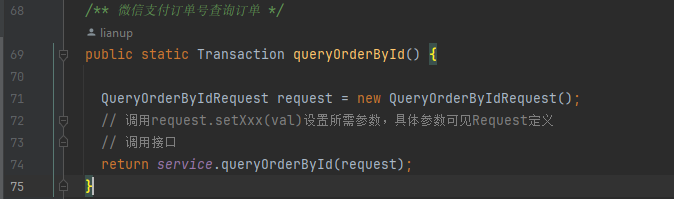 68 /** 微信支付订单号查询订单 */
lianup
69 public static Transaction queryOrderById() {
70
71 QueryOrderByIdRequest request = new QueryOrderByIdRequest();
72 // 调用request.setXxx(val)设置所需参数，具体参数可见Request定义
73 // 调用接口
74 return service.queryOrderById(request);
75 }